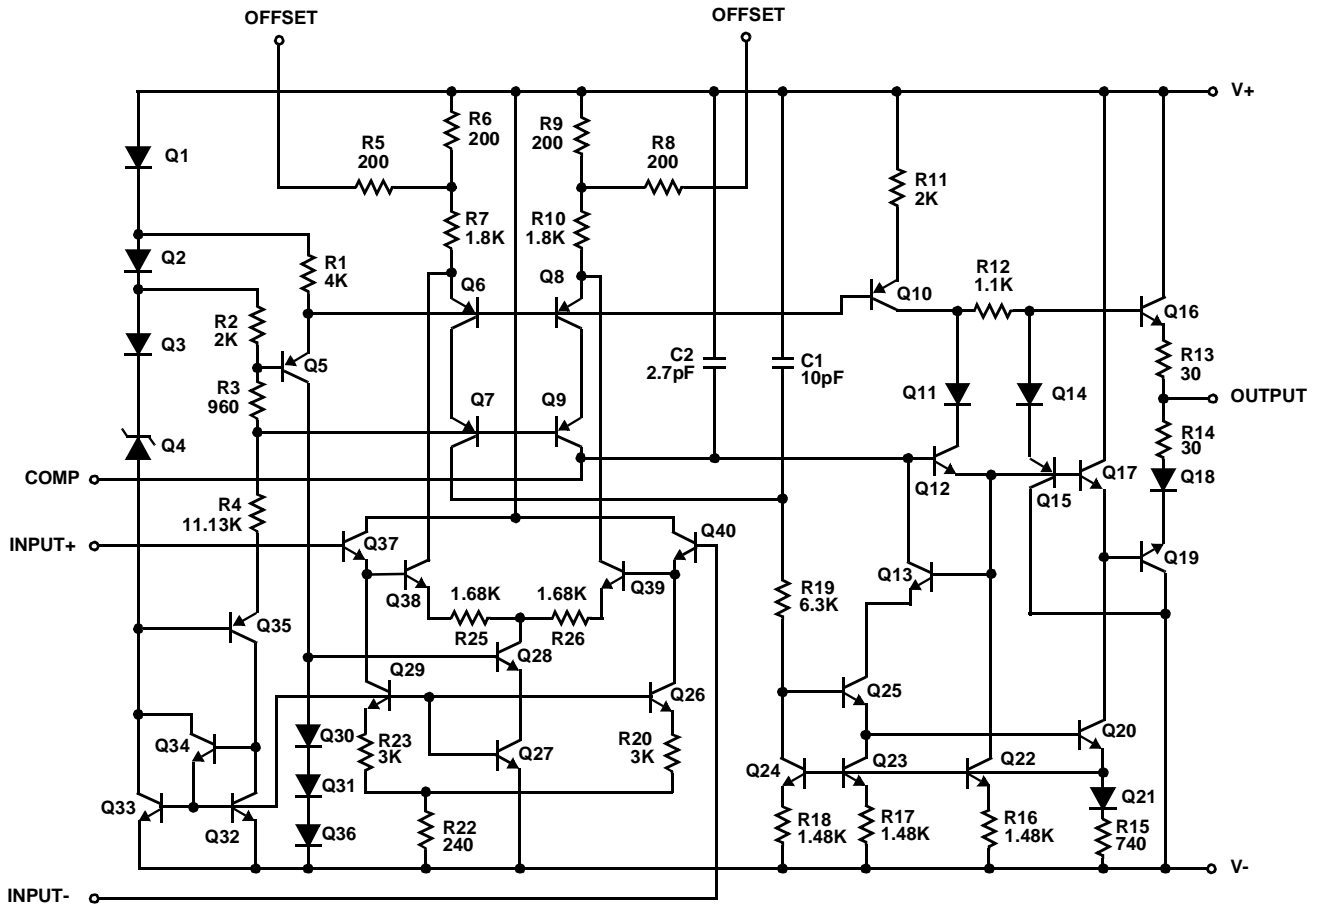 OFFSET
OFFSET
V+
R6
200
R9
200
R5
200
R8
200
Q1
R11
2K
R7
1.8K
R10
1.8K
Q2
R1
4K
Q6
Q8
Q10
R12
1.1K
Q16
R2
2K
Q3
Q5
C2
2.7pF
C1
10pF
R13
30
R3
960
Q7
Q9
Q11
Q14
OUTPUT
Q4
R14
30
COMP
Q12
Q15
Q17
Q18
R4
11.13K
INPUT+
Q37
Q40
Q19
Q38
Q39
Q13
1.68K
1.68K
R19
6.3K
Q35
R25
R26
Q28
Q29
Q26
Q25
Q34
Q30
R23
3K
Q27
R20
3K
Q20
Q24
Q23
Q22
Q31
Q21
Q33
Q32
Q36
R22
240
R18
1.48K
R17
1.48K
R16
1.48K
R15
740
V-
INPUT-